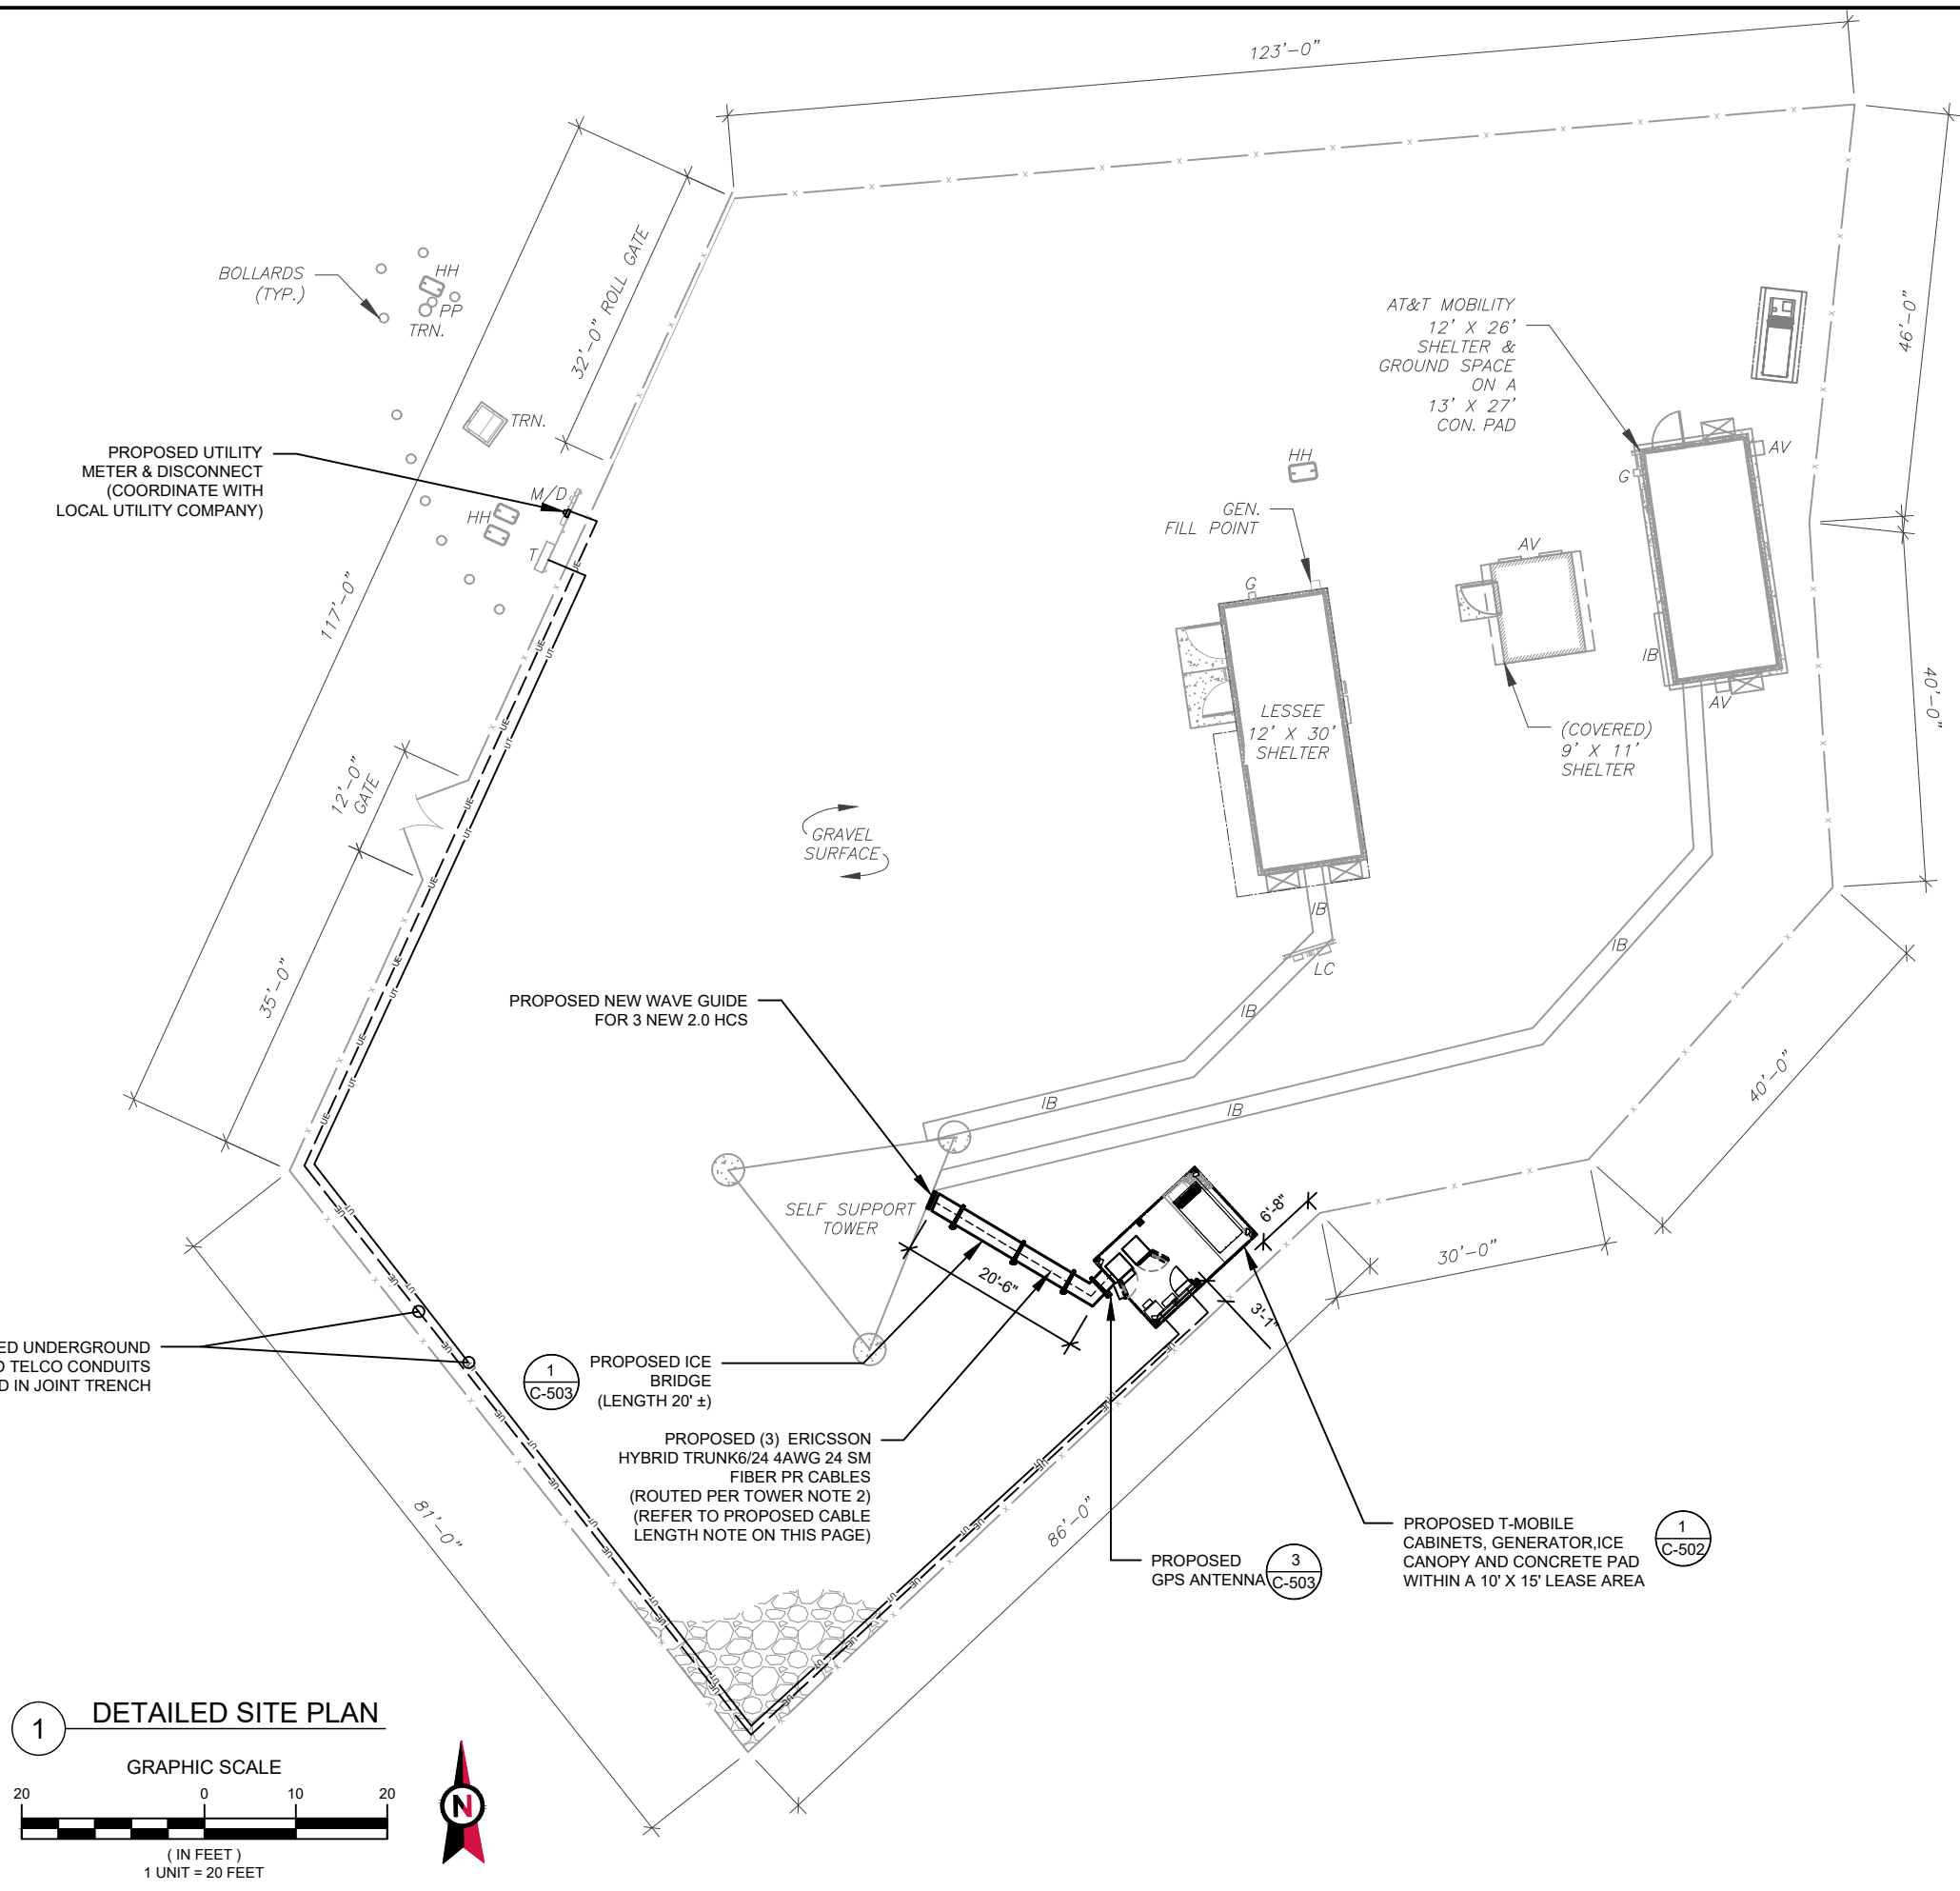 123'-0"
32'-0" ROLL GATE
117'-0"
46'-0"
BOLLARDS
(TYP.)
HH
PP
TRN.
TRN.
AT&T MOBILITY
12' X 26'
SHELTER &
GROUND SPACE
ON A
13' X 27'
CON. PAD
PROPOSED UTILITY
METER & DISCONNECT
(COORDINATE WITH
LOCAL UTILITY COMPANY)
M/D
HH
T
HH
GEN.
FILL POINT
G
G
AV
AV
IB
AV
LESSEE
12' X 30'
SHELTER
(COVERED)
9' X 11'
SHELTER
40'-0"
12'-0"
GATE
GRAVEL
SURFACE
35'-0"
IB
LC
IB
IB
IB
IB
PROPOSED NEW WAVE GUIDE
FOR 3 NEW 2.0 HCS
40'-0"
SELF SUPPORT
TOWER
6'-8"
30'-0"
20'-6"
3'-1"
ED UNDERGROUND
TELCO CONDUITS
IN JOINT TRENCH
1
C-503
PROPOSED ICE
BRIDGE
(LENGTH 20' ±)
PROPOSED (3) ERICSSON
HYBRID TRUNK6/24 4AWG 24 SM
FIBER PR CABLES
(ROUTED PER TOWER NOTE 2)
(REFER TO PROPOSED CABLE
LENGTH NOTE ON THIS PAGE)
81'-0"
86'-0"
PROPOSED
GPS ANTENNA
3
C-503
PROPOSED T-MOBILE
CABINETS, GENERATOR,ICE
CANOPY AND CONCRETE PAD
WITHIN A 10' X 15' LEASE AREA
1
C-502
UE
UT
1
DETAILED SITE PLAN
GRAPHIC SCALE
20 0 10 20
( IN FEET )
1 UNIT = 20 FEET
N